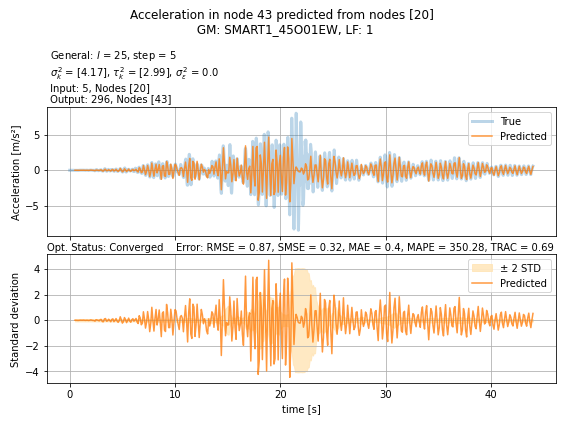 Acceleration in node 43 predicted from nodes [20]
GM: SMART1_45O01EW, LF: 1
General: l = 25, step = 5
σ²ₖ = [4.17], τ²ₖ = [2.99], σ²ε = 0.0
Input: 5, Nodes [20]
Output: 296, Nodes [43]
Acceleration [m/s²]
5
0
−5
True
Predicted
Opt. Status: Converged Error: RMSE = 0.87, SMSE = 0.32, MAE = 0.4, MAPE = 350.28, TRAC = 0.69
Standard deviation
4
2
0
−2
−4
± 2 STD
Predicted
0 10 20 30 40
time [s]